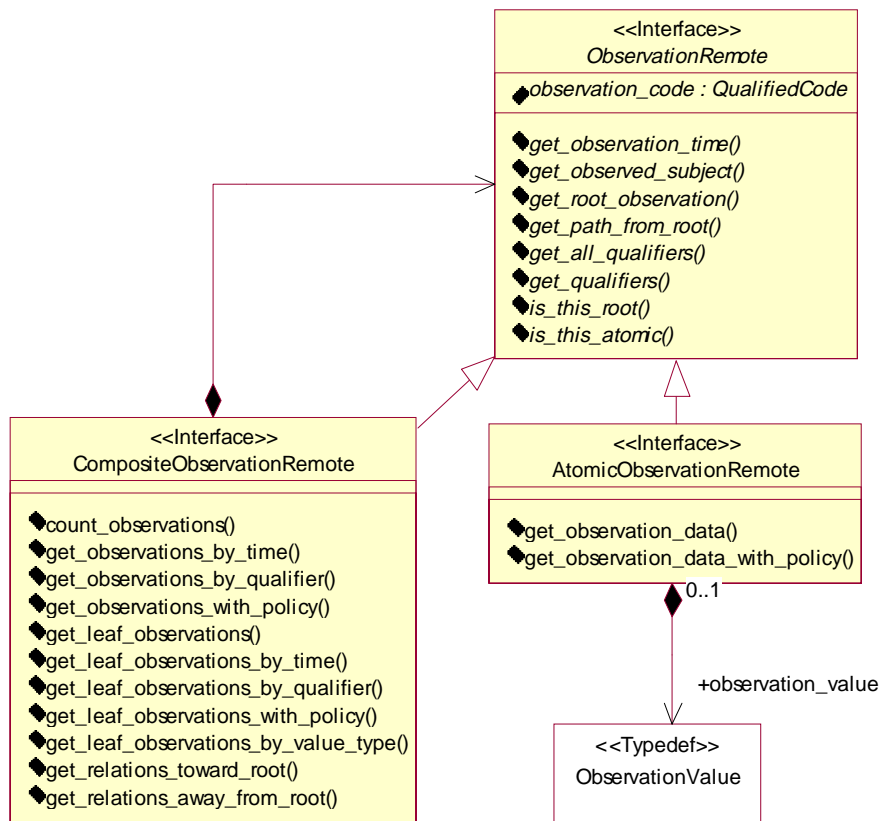 <<Interface>>
ObservationRemote
observation_code : QualifiedCode
get_observation_time()
get_observed_subject()
get_root_observation()
get_path_from_root()
get_all_qualifiers()
get_qualifiers()
is_this_root()
is_this_atomic()
<<Interface>>
CompositeObservationRemote
count_observations()
get_observations_by_time()
get_observations_by_qualifier()
get_observations_with_policy()
get_leaf_observations()
get_leaf_observations_by_time()
get_leaf_observations_by_qualifier()
get_leaf_observations_with_policy()
get_leaf_observations_by_value_type()
get_relations_toward_root()
get_relations_away_from_root()
<<Interface>>
AtomicObservationRemote
get_observation_data()
get_observation_data_with_policy()
0..1
+observation_value
<<Typedef>>
ObservationValue